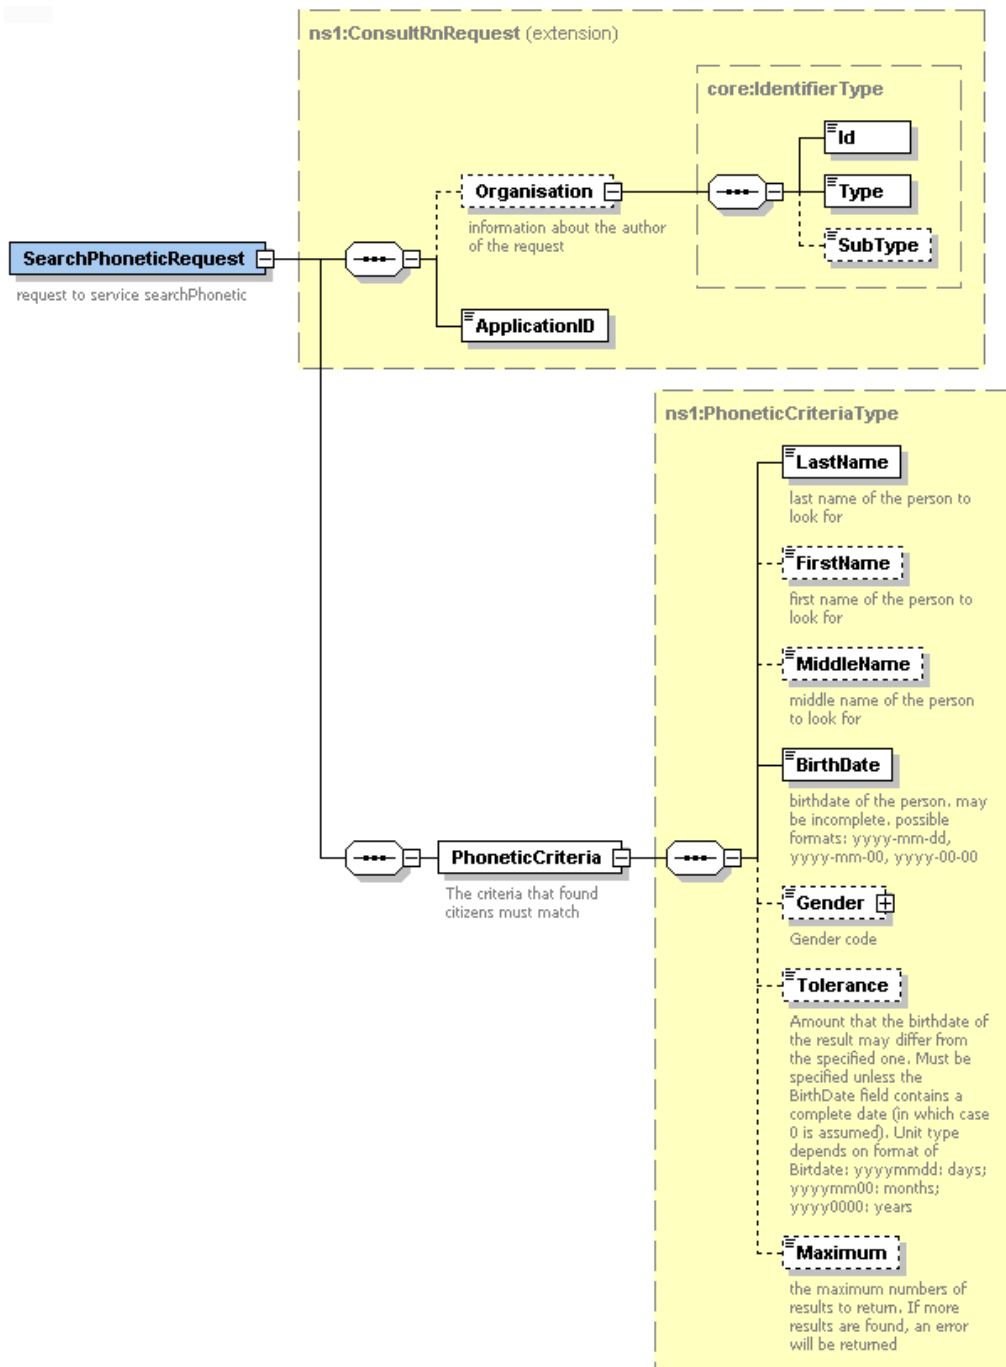 ns1:ConsultRnRequest (extension)
core:IdentifierType
Id
Type
SubType
Organisation
information about the author
of the request
ApplicationID
SearchPhoneticRequest
request to service searchPhonetic
ns1:PhoneticCriteriaType
LastName
last name of the person to
look for
FirstName
first name of the person to
look for
MiddleName
middle name of the person
to look for
BirthDate
birthdate of the person. may
be incomplete. possible
formats: yyyy-mm-dd,
yyyy-mm-00, yyyy-00-00
PhoneticCriteria
The criteria that found
citizens must match
Gender
Gender code
Tolerance
Amount that the birthdate of
the result may differ from
the specified one. Must be
specified unless the
BirthDate field contains a
complete date (in which case
0 is assumed). Unit type
depends on format of
Birtdate: yyyymmdd: days;
yyyymm00: months;
yyyy0000: years
Maximum
the maximum numbers of
results to return. If more
results are found, an error
will be returned